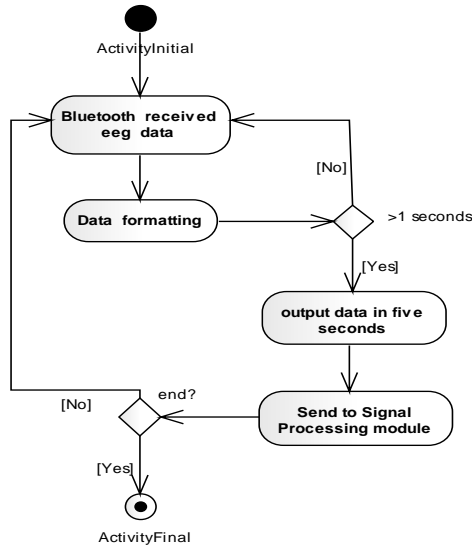 ActivityInitial
Bluetooth received
eeg data
[No]
Data formatting
>1 seconds
[Yes]
output data in five
seconds
end?
[No]
Send to Signal
Processing module
[Yes]
ActivityFinal